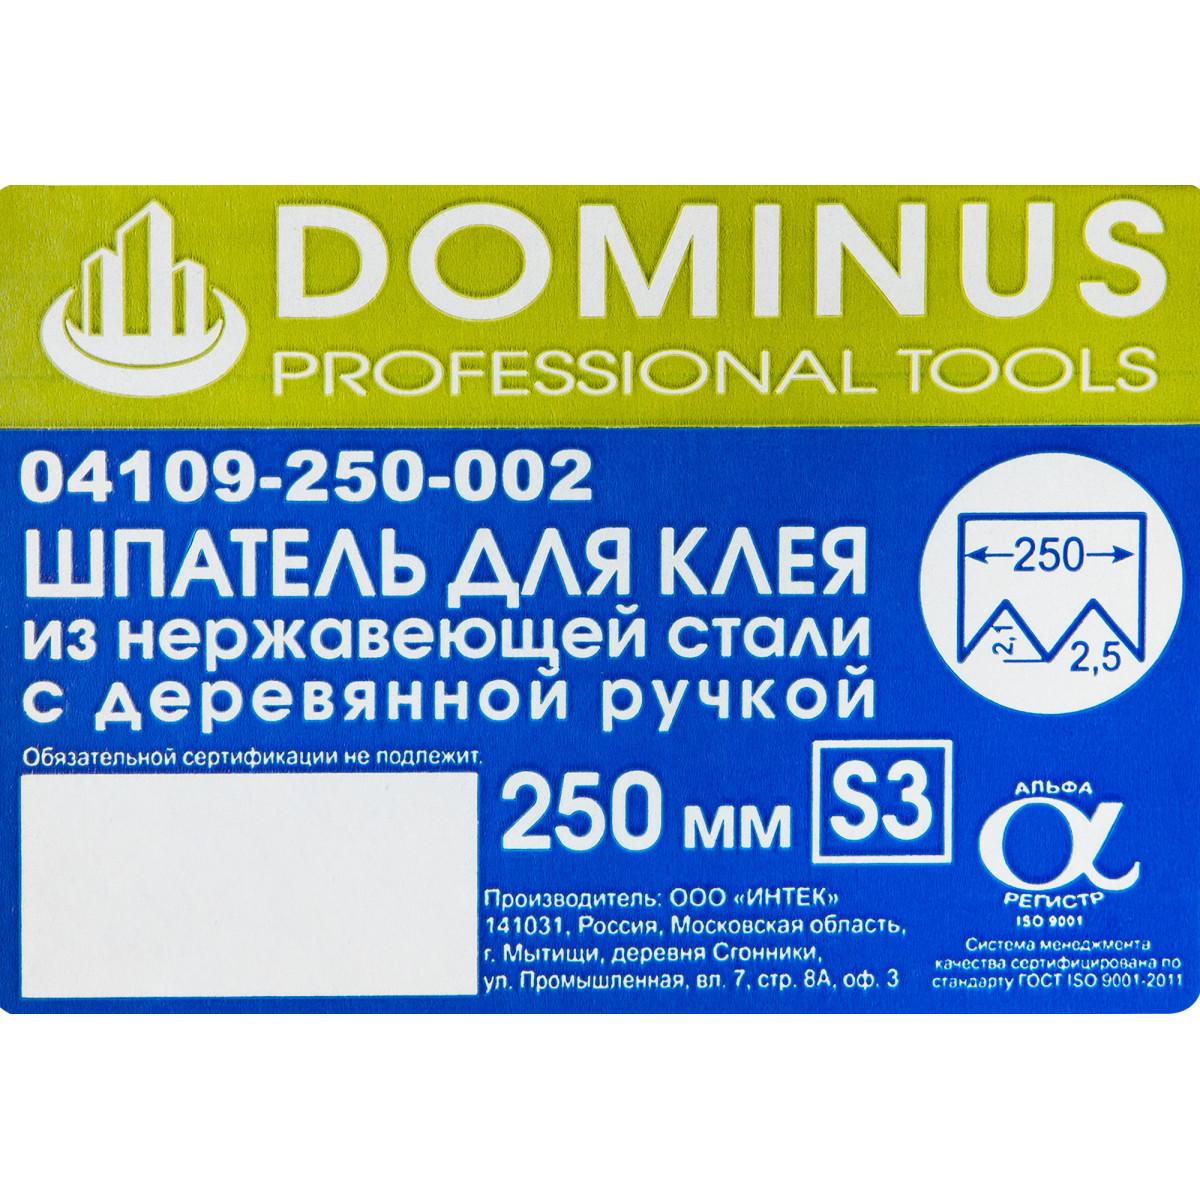 DOMINUS
PROFESSIONAL TOOLS
04109-250-002
ШПАТЕЛЬ ДЛЯ КЛЕЯ
из нержавеющей стали
с деревянной ручкой
250
2,1
2,5
Обязательной сертификации не подлежит.
250 мм
S3
Производитель: ООО «ИНТЕК»
141031, Россия, Московская область,
г. Мытищи, деревня Сгонники,
ул. Промышленная, вл. 7, стр. 8А, оф. 3
АЛЬФА
РЕГИСТР
ISO 9001
Система менеджмента
качества сертифицирована по
стандарту ГОСТ ISO 9001-2011